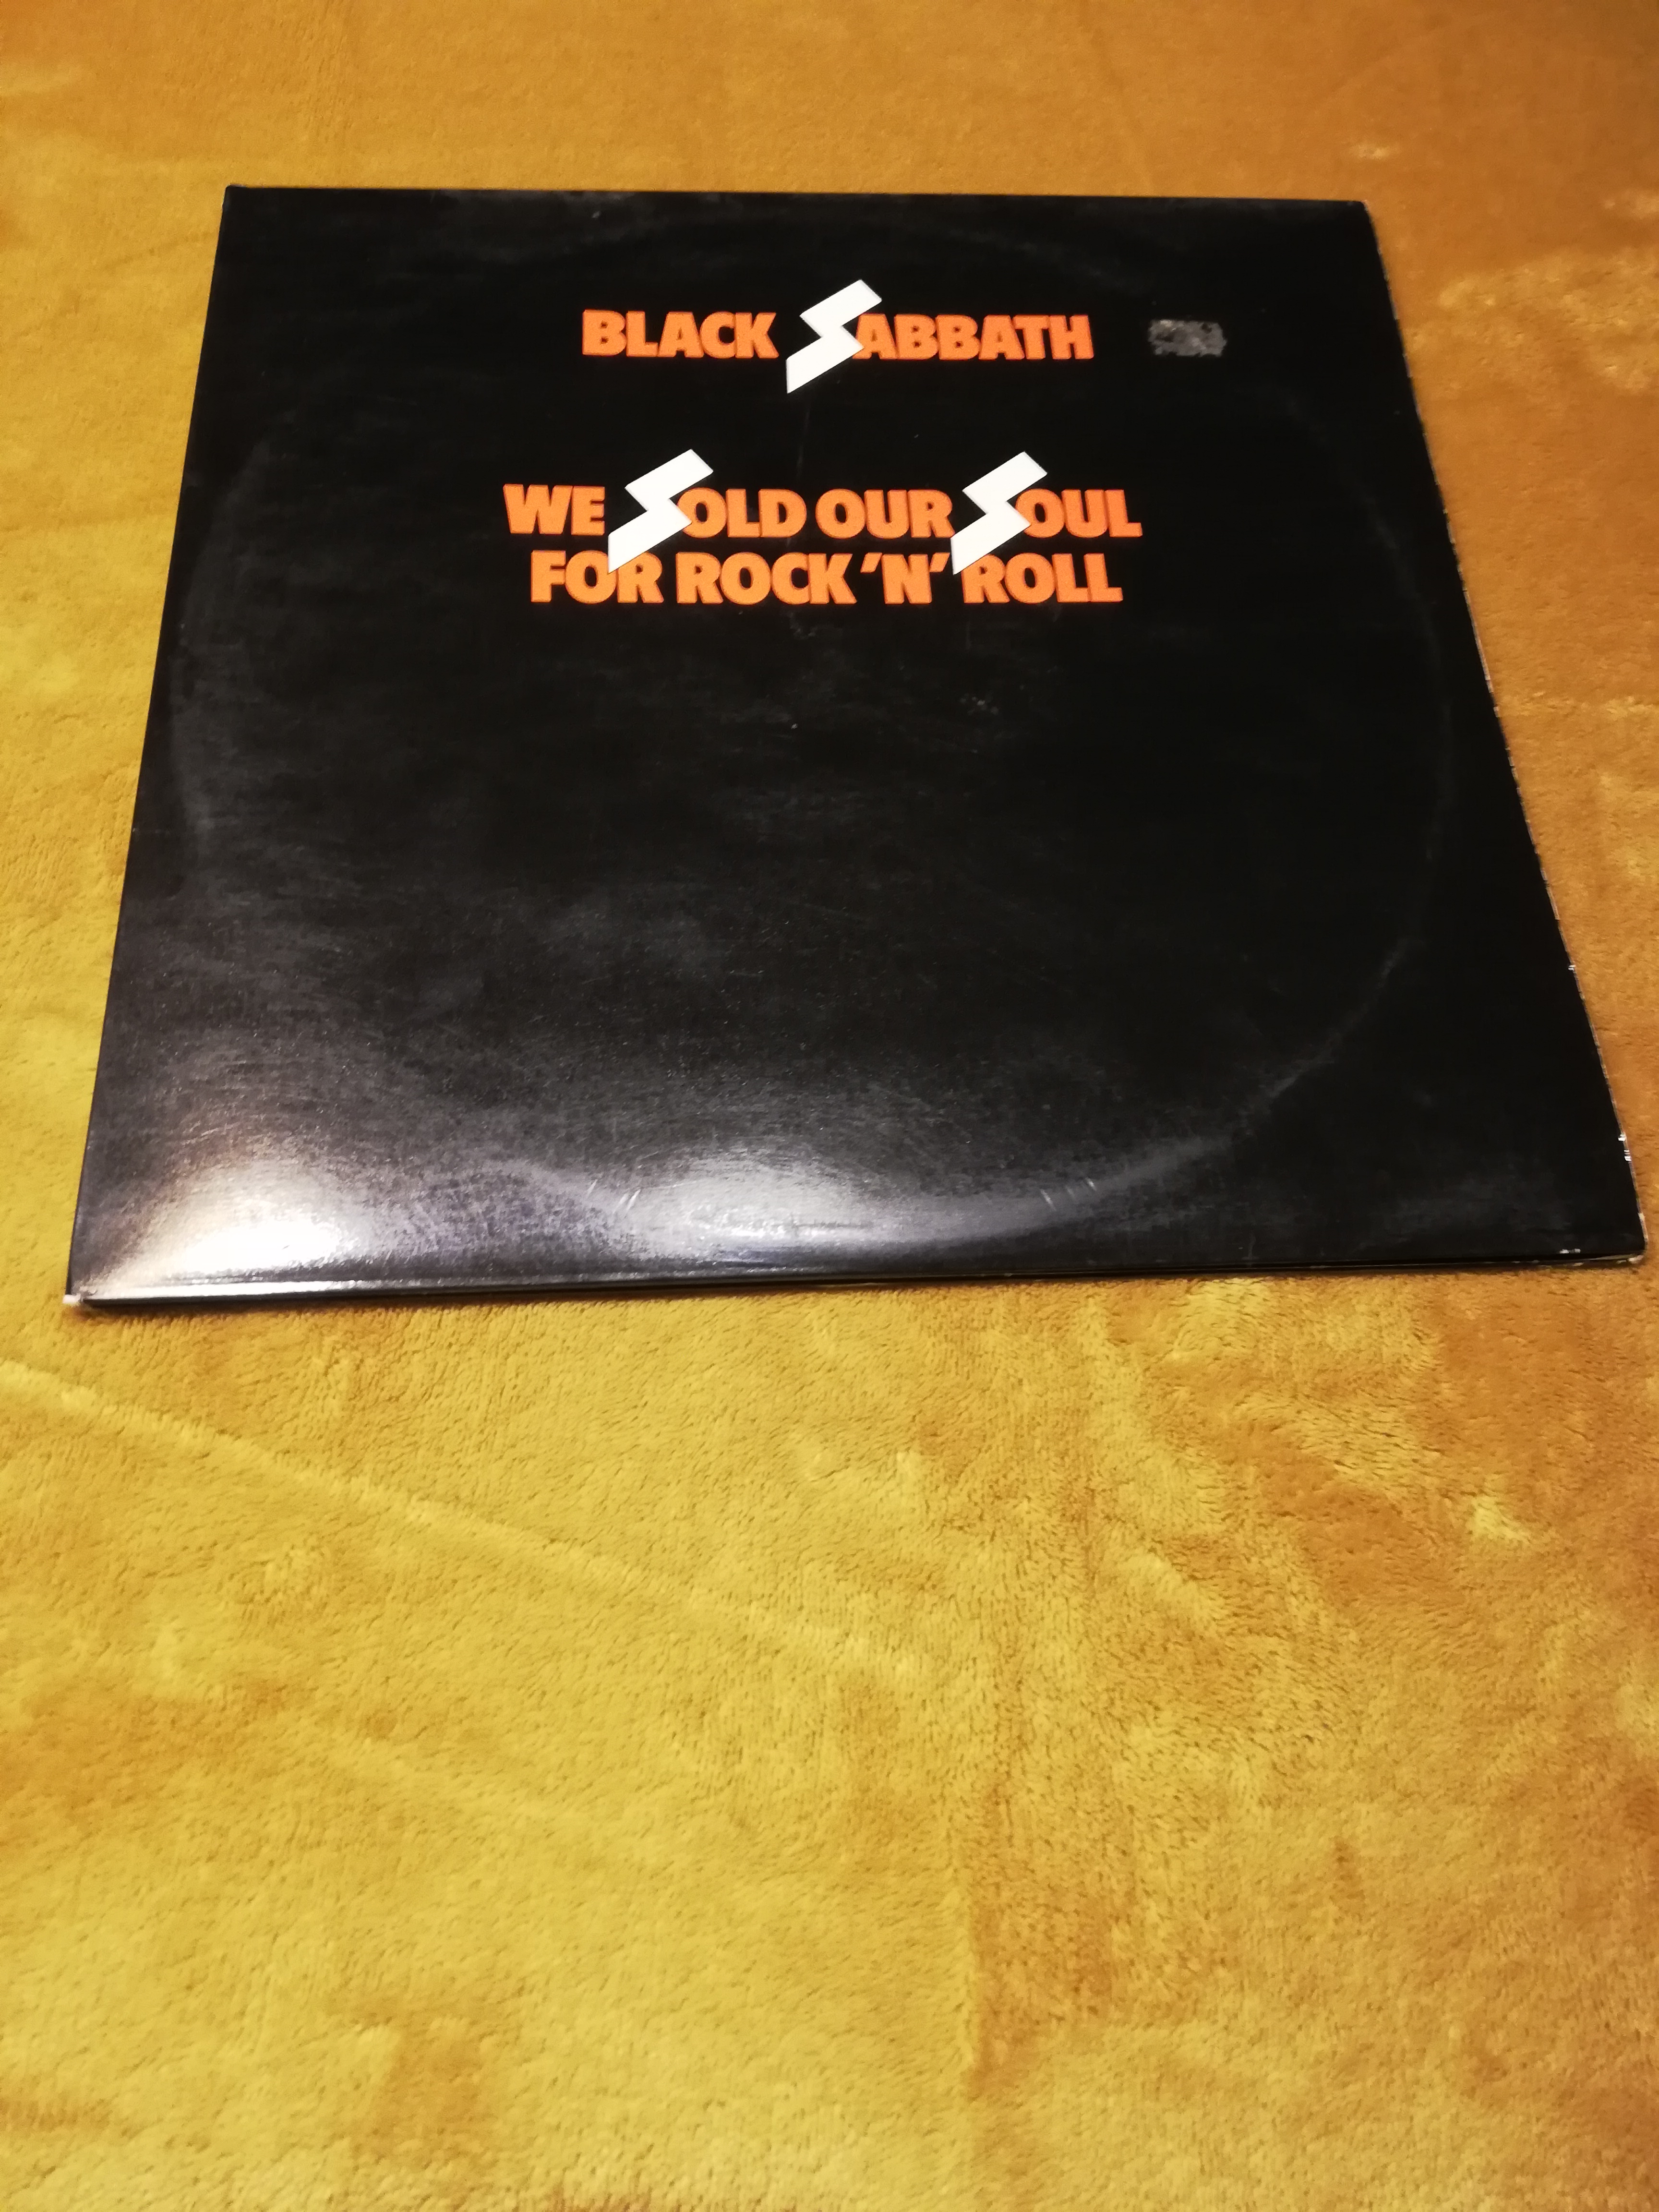 BLACK SABBATH
WE SOLD OUR SOUL
FOR ROCK 'N' ROLL